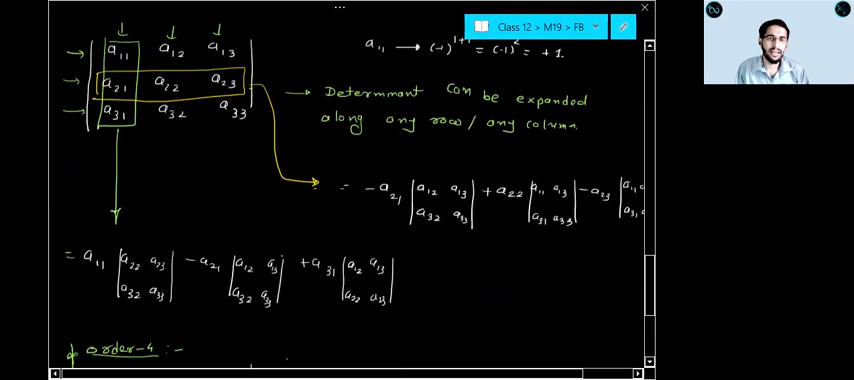 Class 12 > M19 > FB
a11 a12 a13
a21 a22 a23
a31 a32 a33
a11 → (-1)^1+1 = (-1)^2 = +1.
→ Determinant can be expanded
along any row/any column.
= -a21 |a12 a13| + a22 |a11 a13| - a23 |a11
a32 a33 a31 a33 a31
= a11 |a22 a23| - a21 |a12 a13| + a31 |a12 a13|
a32 a33 a32 a33 a22 a23
* order-4 :-